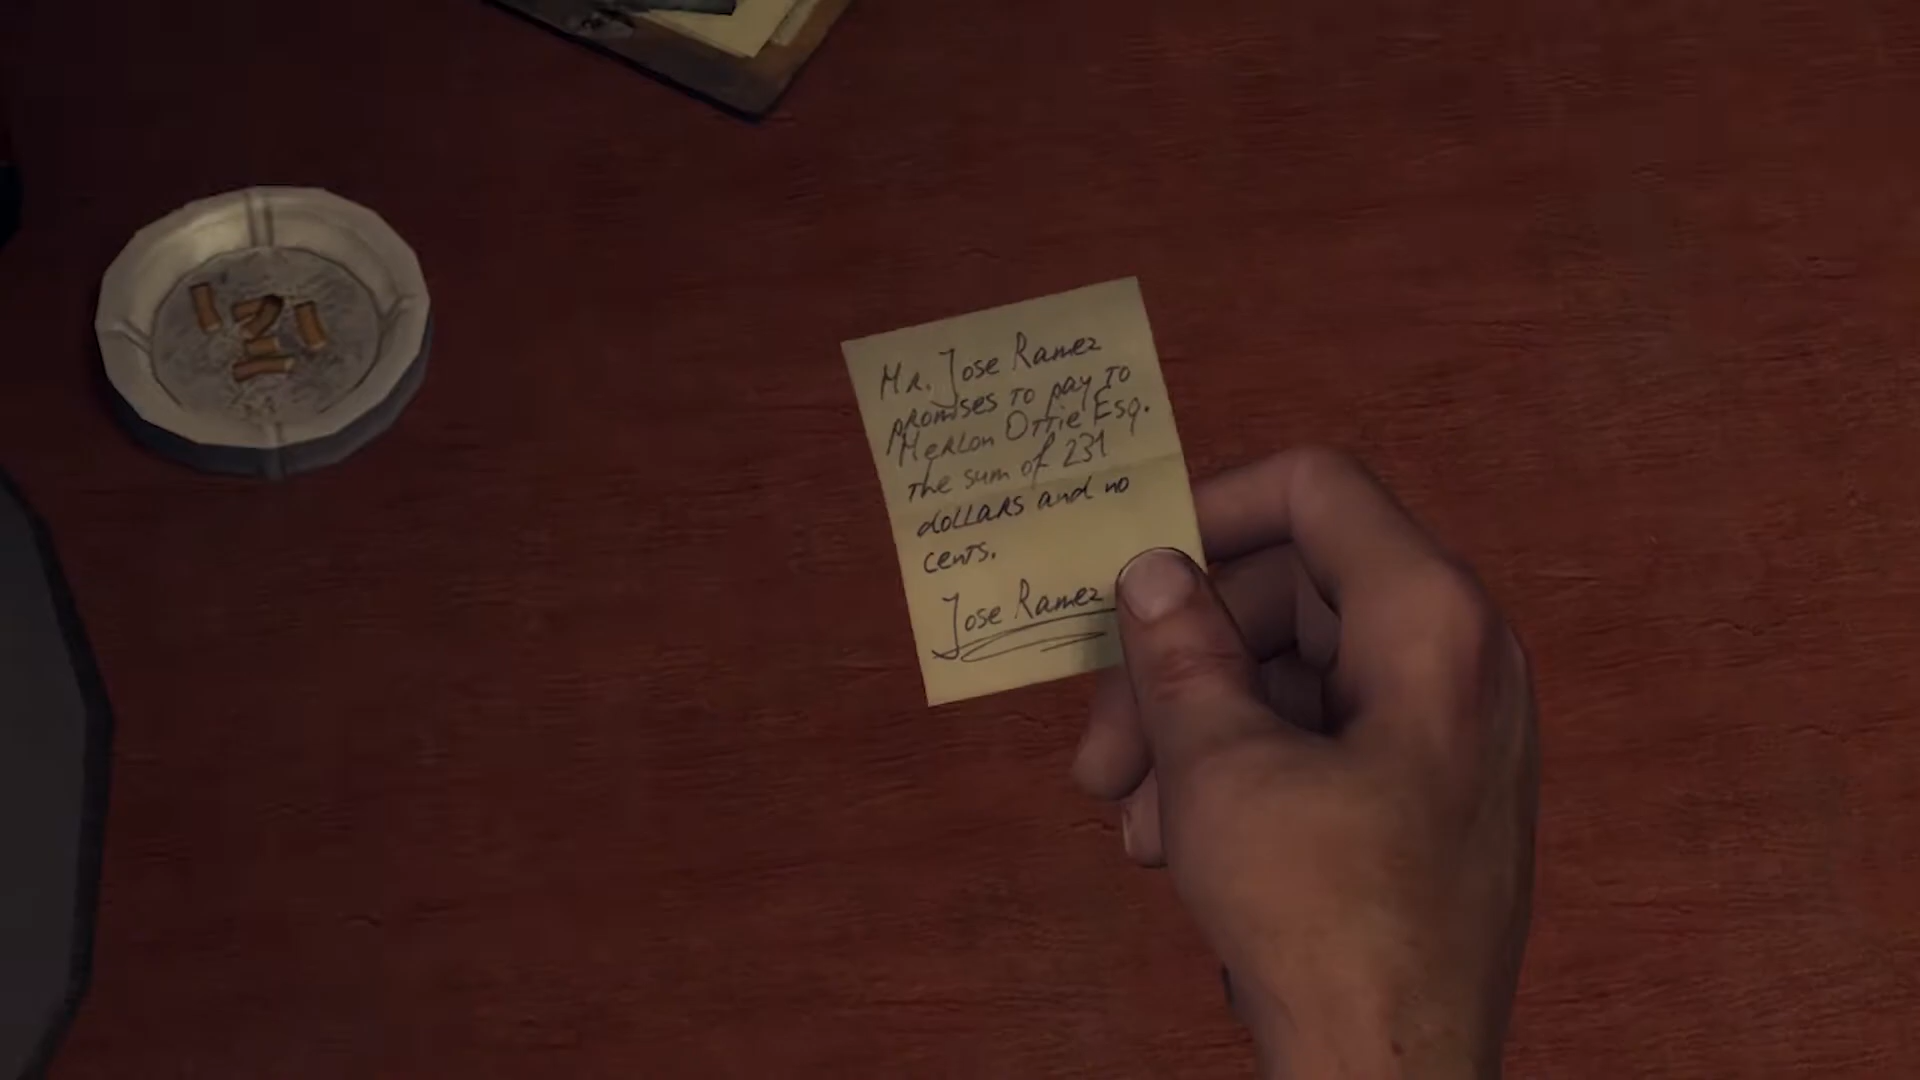 Mr. Jose Ramez
promises to pay to
Merlon Ottie Esq.
the sum of 231
dollars and no
cents.
Jose Ramez